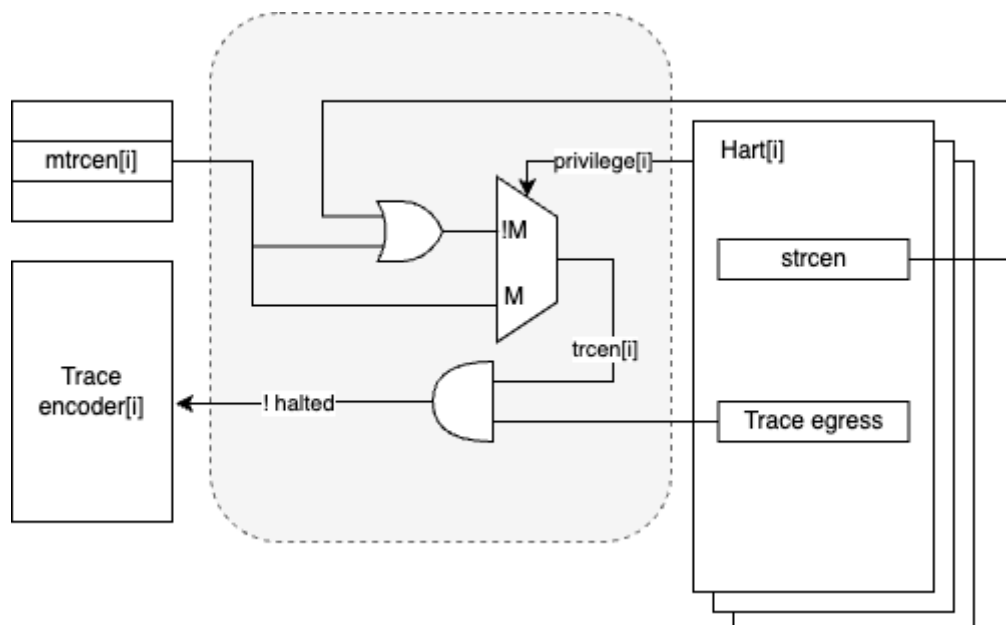 mtrcen[i]
privilege[i]
Hart[i]
!M
strcen
M
trcen[i]
Trace
encoder[i]
! halted
Trace egress